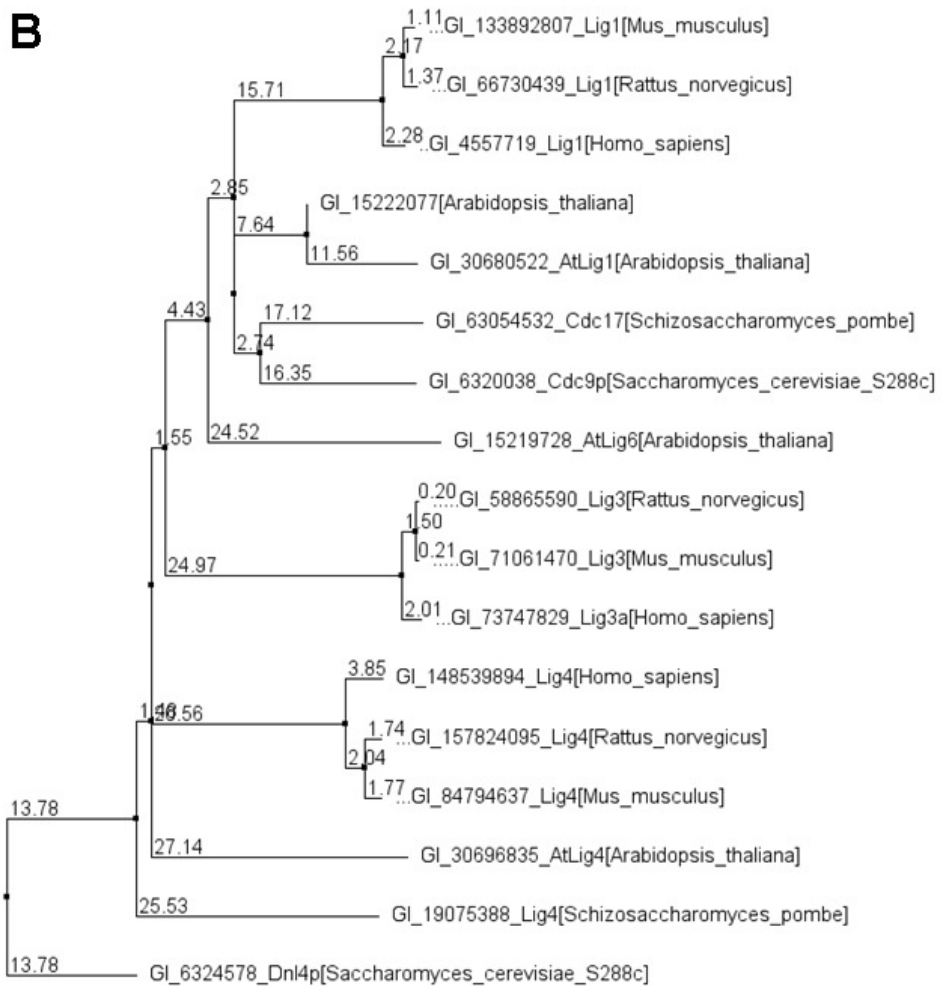 B
1.11 ...GI_133892807_Lig1[Mus_musculus]
2.17
1.37 ...GI_66730439_Lig1[Rattus_norvegicus]
15.71
2.28 ..GI_4557719_Lig1[Homo_sapiens]
2.85
GI_15222077[Arabidopsis_thaliana]
7.64
11.56 GI_30680522_AtLig1[Arabidopsis_thaliana]
4.43
17.12 GI_63054532_Cdc17[Schizosaccharomyces_pombe]
2.74
16.35 GI_6320038_Cdc9p[Saccharomyces_cerevisiae_S288c]
1.55
24.52 GI_15219728_AtLig6[Arabidopsis_thaliana]
0.20 .....GI_58865590_Lig3[Rattus_norvegicus]
1.50
0.21 .....GI_71061470_Lig3[Mus_musculus]
24.97
2.01 ...GI_73747829_Lig3a[Homo_sapiens]
3.85 GI_148539894_Lig4[Homo_sapiens]
1.74 ...GI_157824095_Lig4[Rattus_norvegicus]
2.04
1.77 ...GI_84794637_Lig4[Mus_musculus]
13.78
27.14 GI_30696835_AtLig4[Arabidopsis_thaliana]
25.53 GI_19075388_Lig4[Schizosaccharomyces_pombe]
13.78 GI_6324578_Dnl4p[Saccharomyces_cerevisiae_S288c]